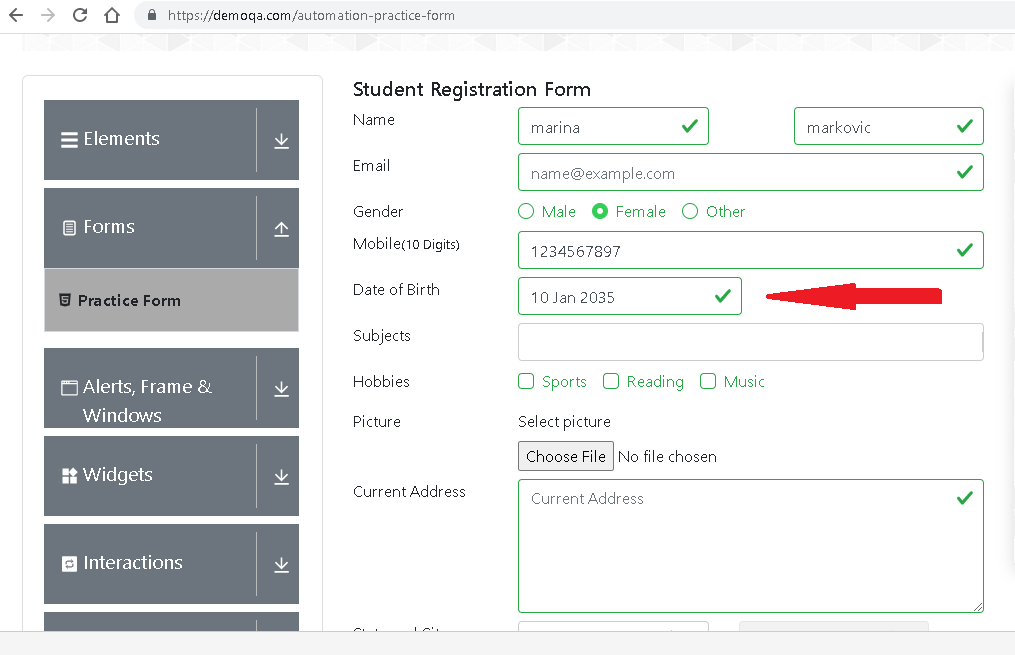 https://demoqa.com/automation-practice-form
Student Registration Form
Elements
Forms
Practice Form
Alerts, Frame &
Windows
Widgets
Interactions
Name
marina
markovic
Email
name@example.com
Gender
Male Female Other
Mobile(10 Digits)
1234567897
Date of Birth
10 Jan 2035
Subjects
Hobbies
Sports Reading Music
Picture
Select picture
Choose File No file chosen
Current Address
Current Address